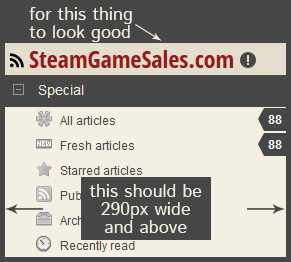 for this thing
to look good
SteamGameSales.com
Special
All articles 88
Fresh articles 88
Starred articles
Pub
this should be
290px wide
and above
Arc
Recently read